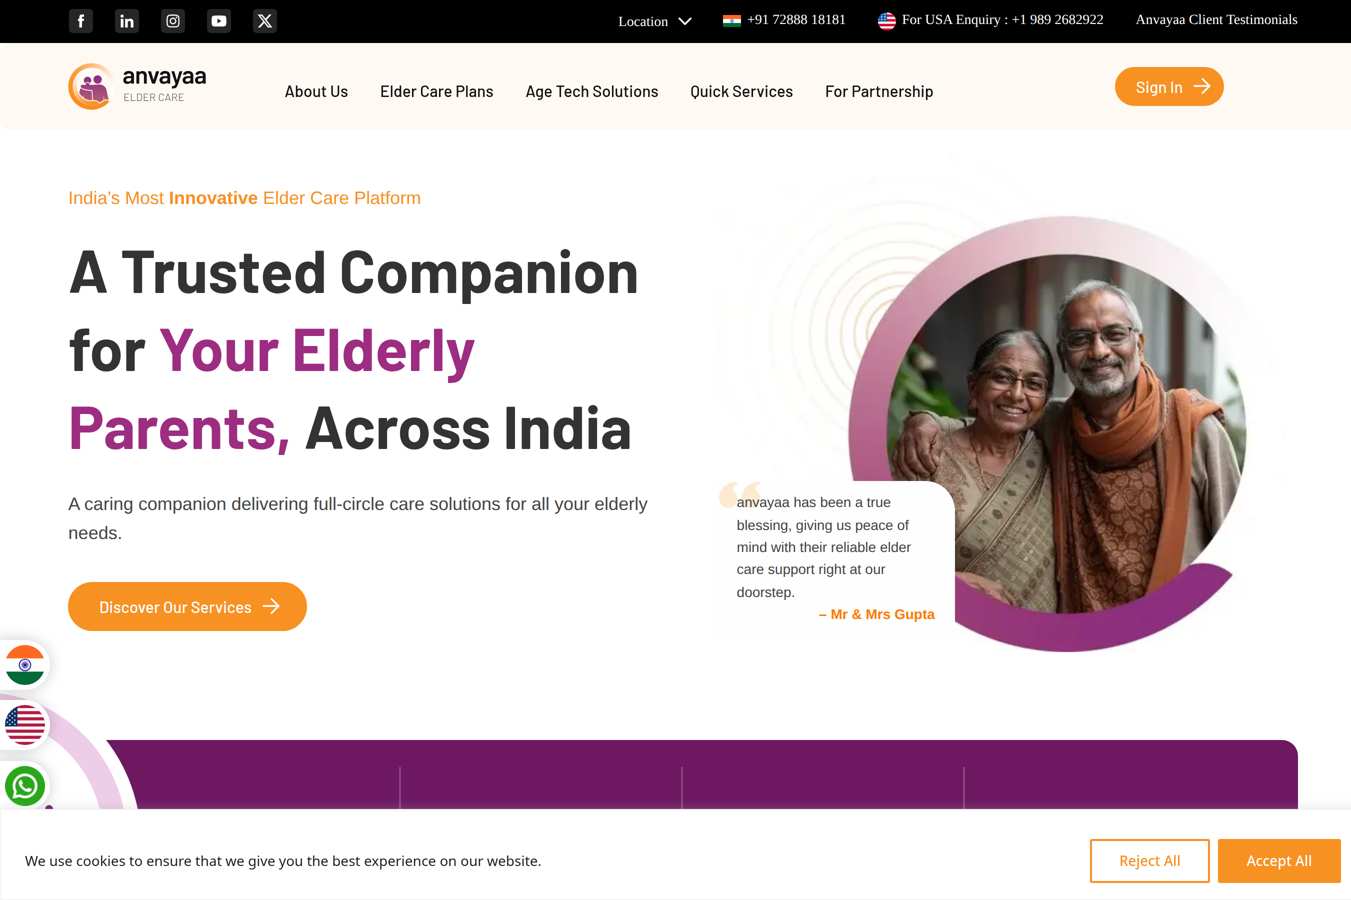 Location
+91 72888 18181
For USA Enquiry : +1 989 2682922
Anvayaa Client Testimonials
anvayaa
ELDER CARE
About Us
Elder Care Plans
Age Tech Solutions
Quick Services
For Partnership
Sign In
India's Most Innovative Elder Care Platform
A Trusted Companion
for Your Elderly
Parents, Across India
A caring companion delivering full-circle care solutions for all your elderly
needs.
Discover Our Services
anvayaa has been a true
blessing, giving us peace of
mind with their reliable elder
care support right at our
doorstep.
– Mr & Mrs Gupta
We use cookies to ensure that we give you the best experience on our website.
Reject All
Accept All